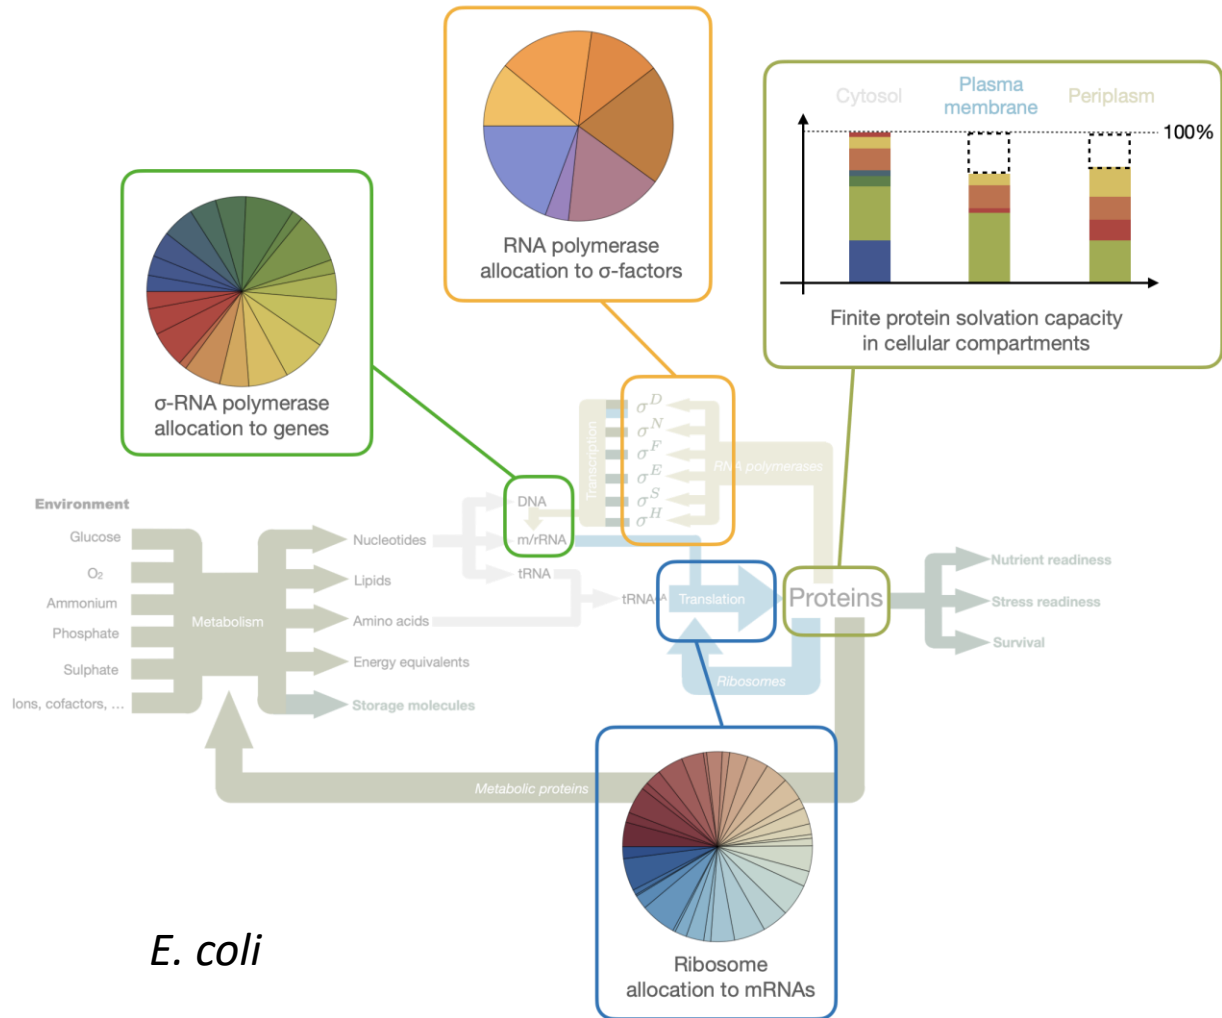 Cytosol
Plasma
membrane
Periplasm
100%
Finite protein solvation capacity
in cellular compartments
RNA polymerase
allocation to σ-factors
σ-RNA polymerase
allocation to genes
Transcription
σD
σN
σF
σE
σS
σH
RNA polymerases
Environment
Glucose
O₂
Ammonium
Phosphate
Sulphate
Ions, cofactors, ...
Metabolism
Nucleotides
Lipids
Amino acids
Energy equivalents
Storage molecules
DNA
m/rRNA
tRNA
tRNA-A
Translation
Proteins
Ribosomes
Nutrient readiness
Stress readiness
Survival
Metabolic proteins
Ribosome
allocation to mRNAs
E. coli